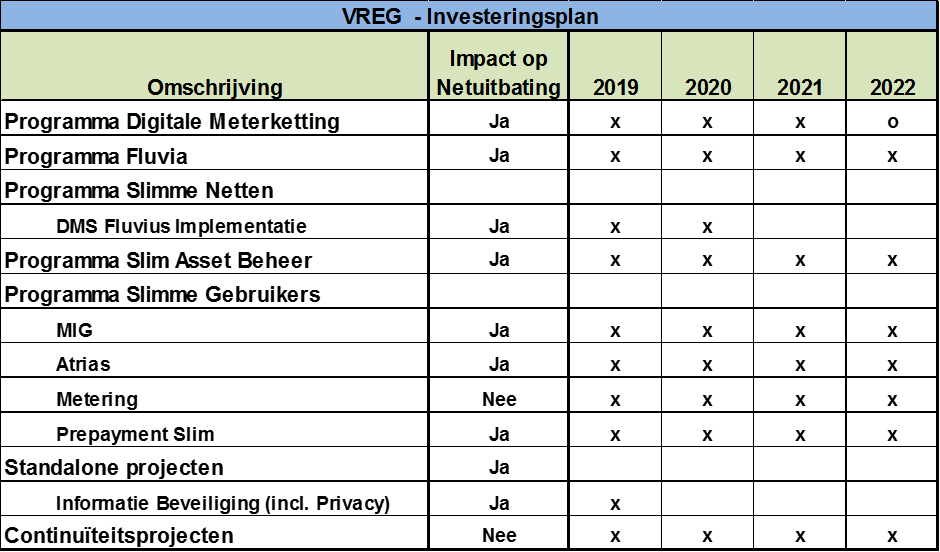 VREG - Investeringsplan
Omschrijving Impact op Netuitbating 2019 2020 2021 2022
Programma Digitale Meterketting Ja x x x o
Programma Fluvia Ja x x x x
Programma Slimme Netten
DMS Fluvius Implementatie Ja x x
Programma Slim Asset Beheer Ja x x x x
Programma Slimme Gebruikers
MIG Ja x x x x
Atrias Ja x x x x
Metering Nee x x x x
Prepayment Slim Ja x x x x
Standalone projecten Ja
Informatie Beveiliging (incl. Privacy) Ja x
Continuïteitsprojecten Nee x x x x